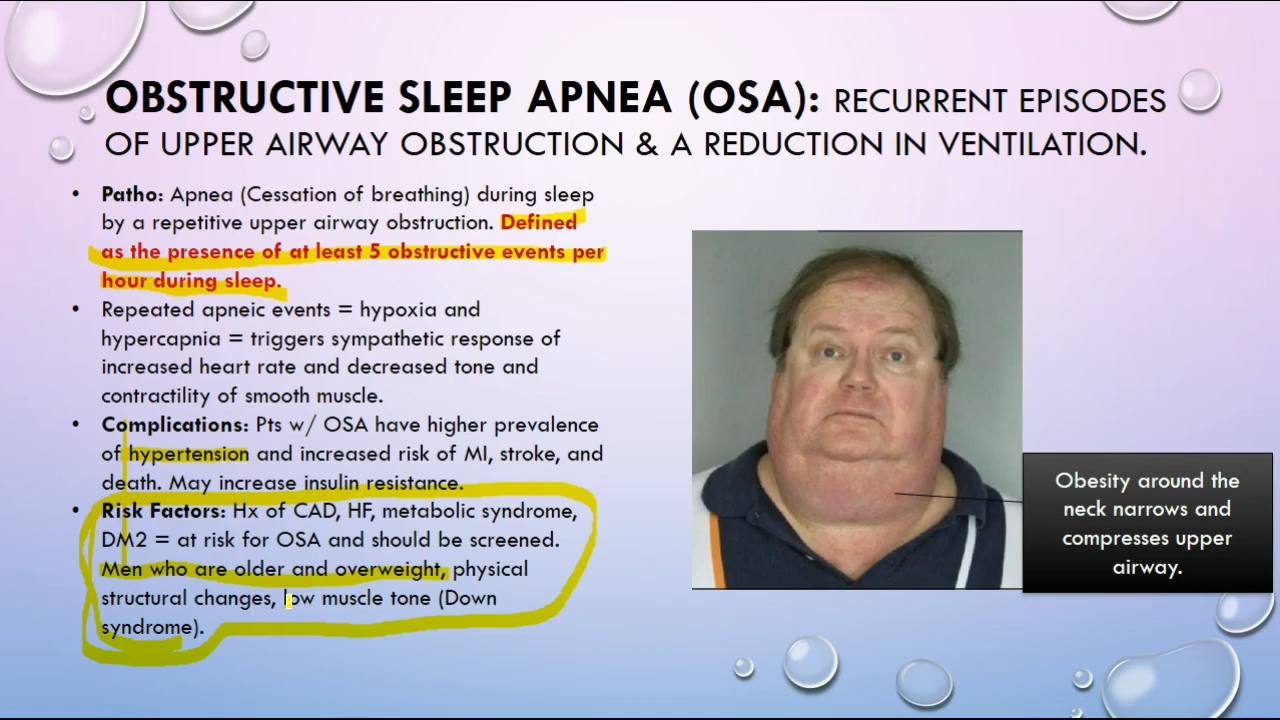 OBSTRUCTIVE SLEEP APNEA (OSA): RECURRENT EPISODES
OF UPPER AIRWAY OBSTRUCTION & A REDUCTION IN VENTILATION.
• Patho: Apnea (Cessation of breathing) during sleep
by a repetitive upper airway obstruction. Defined
as the presence of at least 5 obstructive events per
hour during sleep.
• Repeated apneic events = hypoxia and
hypercapnia = triggers sympathetic response of
increased heart rate and decreased tone and
contractility of smooth muscle.
• Complications: Pts w/ OSA have higher prevalence
of hypertension and increased risk of MI, stroke, and
death. May increase insulin resistance.
• Risk Factors: Hx of CAD, HF, metabolic syndrome,
DM2 = at risk for OSA and should be screened.
Men who are older and overweight, physical
structural changes, low muscle tone (Down
syndrome).
Obesity around the
neck narrows and
compresses upper
airway.